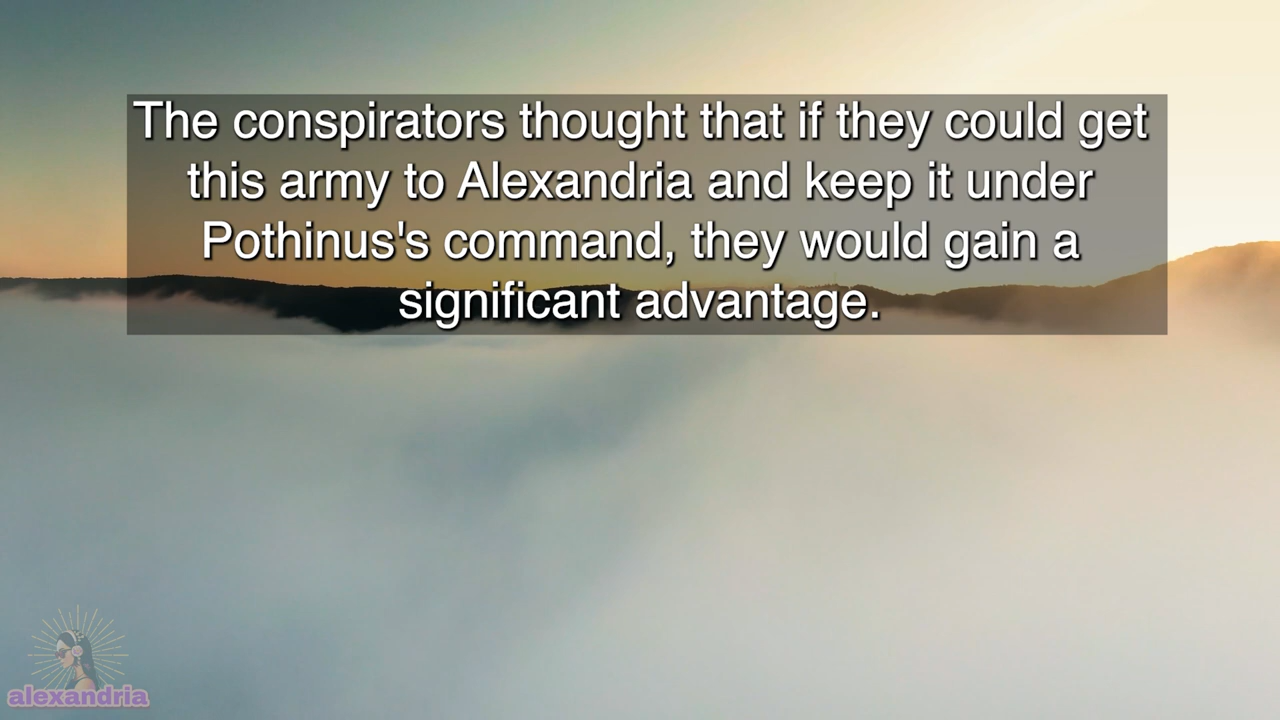 The conspirators thought that if they could get
this army to Alexandria and keep it under
Pothinus's command, they would gain a
significant advantage.
alexandria